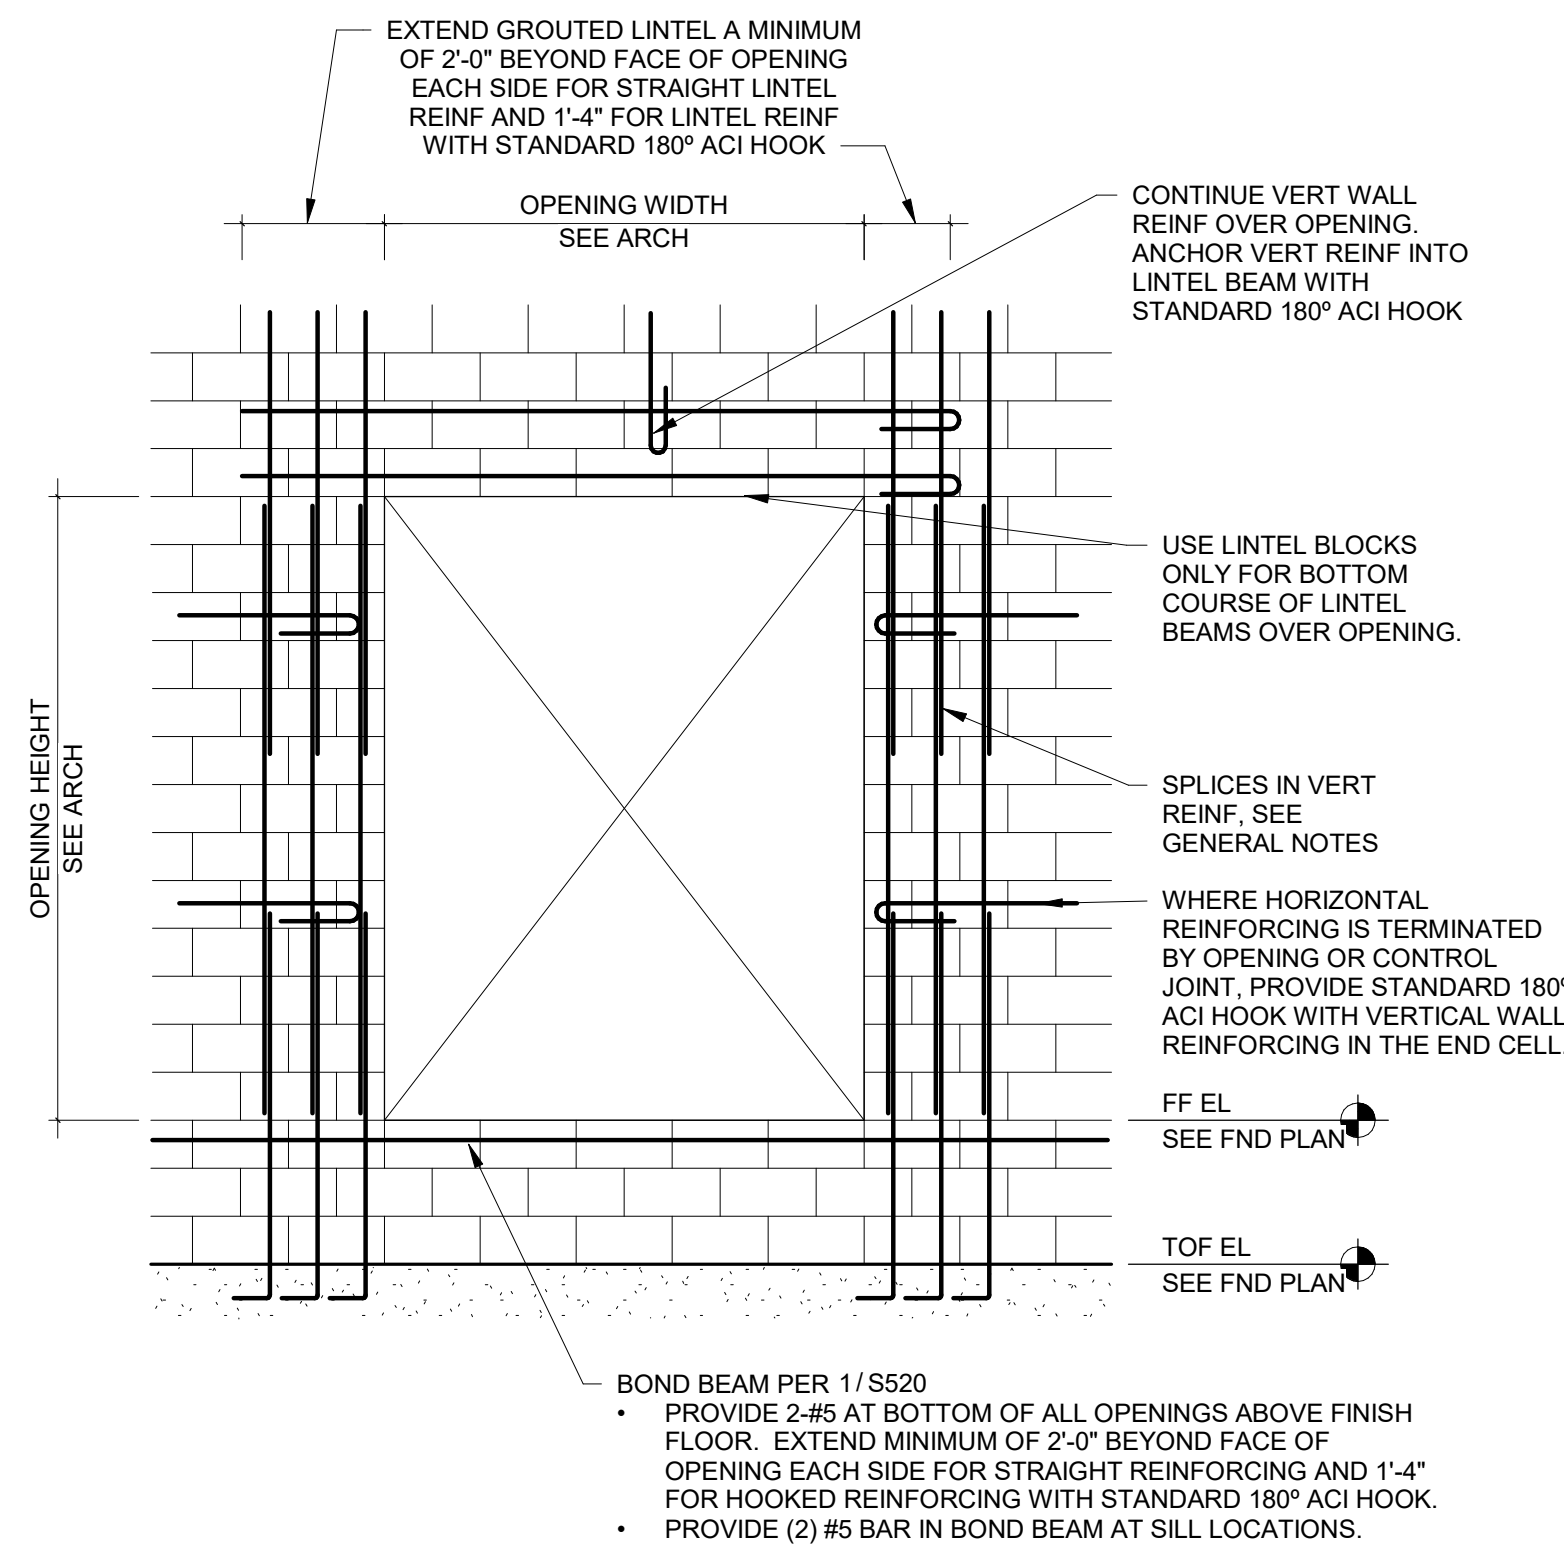 EXTEND GROUTED LINTEL A MINIMUM
OF 2'-0" BEYOND FACE OF OPENING
EACH SIDE FOR STRAIGHT LINTEL
REINF AND 1'-4" FOR LINTEL REINF
WITH STANDARD 180º ACI HOOK
OPENING WIDTH
SEE ARCH
CONTINUE VERT WALL
REINF OVER OPENING.
ANCHOR VERT REINF INTO
LINTEL BEAM WITH
STANDARD 180º ACI HOOK
USE LINTEL BLOCKS
ONLY FOR BOTTOM
COURSE OF LINTEL
BEAMS OVER OPENING.
OPENING HEIGHT
SEE ARCH
SPLICES IN VERT
REINF, SEE
GENERAL NOTES
WHERE HORIZONTAL
REINFORCING IS TERMINATED
BY OPENING OR CONTROL
JOINT, PROVIDE STANDARD 180º
ACI HOOK WITH VERTICAL WALL
REINFORCING IN THE END CELL.
FF EL
SEE FND PLAN
TOF EL
SEE FND PLAN
BOND BEAM PER 1/S520
• PROVIDE 2-#5 AT BOTTOM OF ALL OPENINGS ABOVE FINISH
FLOOR. EXTEND MINIMUM OF 2'-0" BEYOND FACE OF
OPENING EACH SIDE FOR STRAIGHT REINFORCING AND 1'-4"
FOR HOOKED REINFORCING WITH STANDARD 180º ACI HOOK.
• PROVIDE (2) #5 BAR IN BOND BEAM AT SILL LOCATIONS.